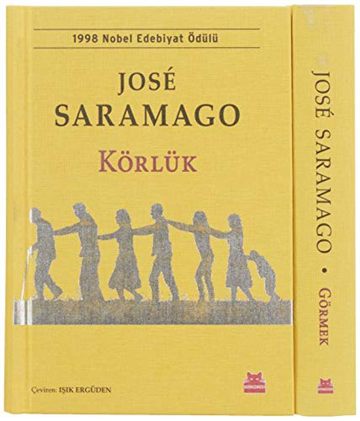 1998 Nobel Edebiyat Ödülü
JOSÉ
SARAMAGO
KÖRLÜK
Çeviren: IŞIK ERGÜDEN
JOSÉ SARAMAGO • GÖRMEK